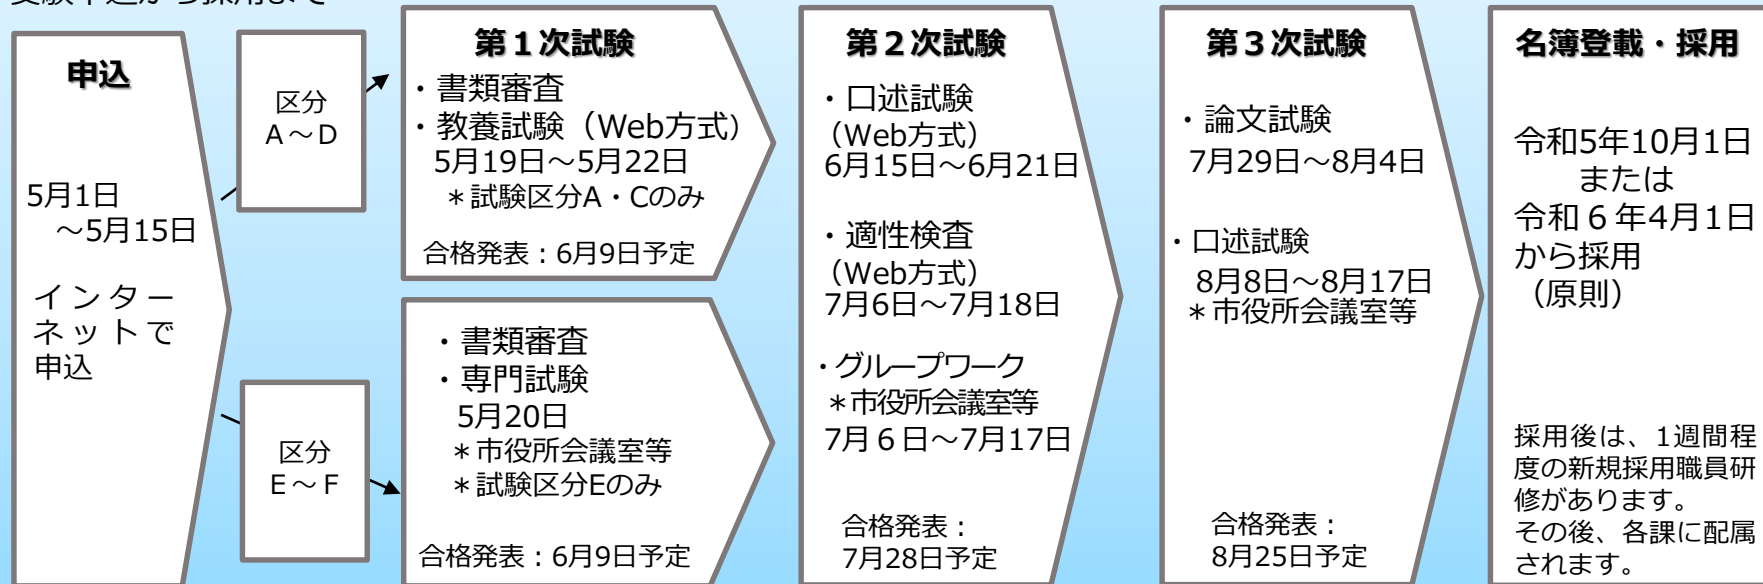 受験申込から採用まで
申込
5月1日
～5月15日
インター
ネットで
申込
区分
A～D
区分
E～F
第１次試験
・書類審査
・教養試験（Web方式）
5月19日～5月22日
＊試験区分A・Cのみ
合格発表：6月9日予定
・書類審査
・専門試験
5月20日
＊市役所会議室等
＊試験区分Eのみ
合格発表：6月9日予定
第２次試験
・口述試験
（Web方式）
6月15日～6月21日
・適性検査
（Web方式）
7月6日～7月18日
・グループワーク
＊市役所会議室等
7月６日～7月17日
合格発表：
7月28日予定
第３次試験
・論文試験
7月29日～8月4日
・口述試験
8月8日～8月17日
＊市役所会議室等
合格発表：
8月25日予定
名簿登載・採用
令和5年10月1日
または
令和６年4月1日
から採用
（原則）
採用後は、1週間程
度の新規採用職員研
修があります。
その後、各課に配属
されます。